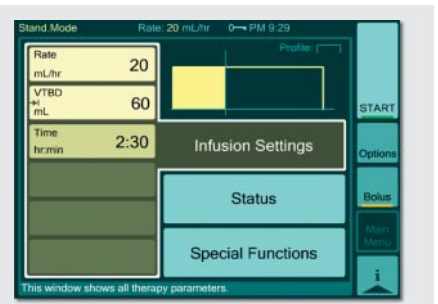 Stand.Mode Rate: 20 mL/hr PM 9:29
Rate
mL/hr 20
Profile:
VTBD
mL 60
START
Time
hr:min 2:30
Infusion Settings
Options
Status
Bolus
Main
Menu
Special Functions
i
This window shows all therapy parameters.